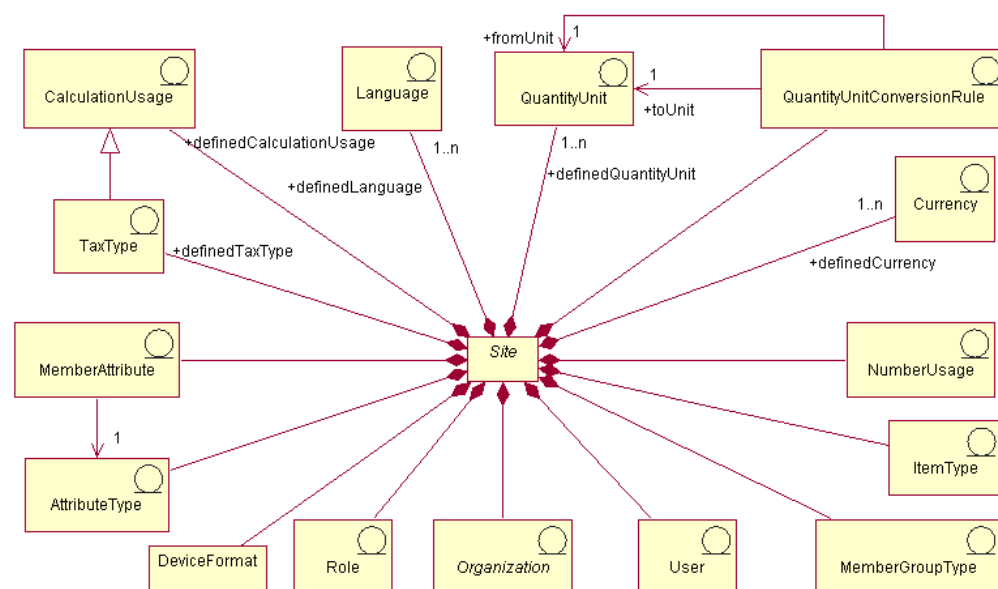 +fromUnit
1
CalculationUsage
Language
QuantityUnit
1
+toUnit
QuantityUnitConversionRule
+definedCalculationUsage
1..n
1..n
+definedLanguage
+definedQuantityUnit
1..n
Currency
TaxType
+definedTaxType
+definedCurrency
Site
MemberAttribute
NumberUsage
1
AttributeType
ItemType
DeviceFormat
Role
Organization
User
MemberGroupType